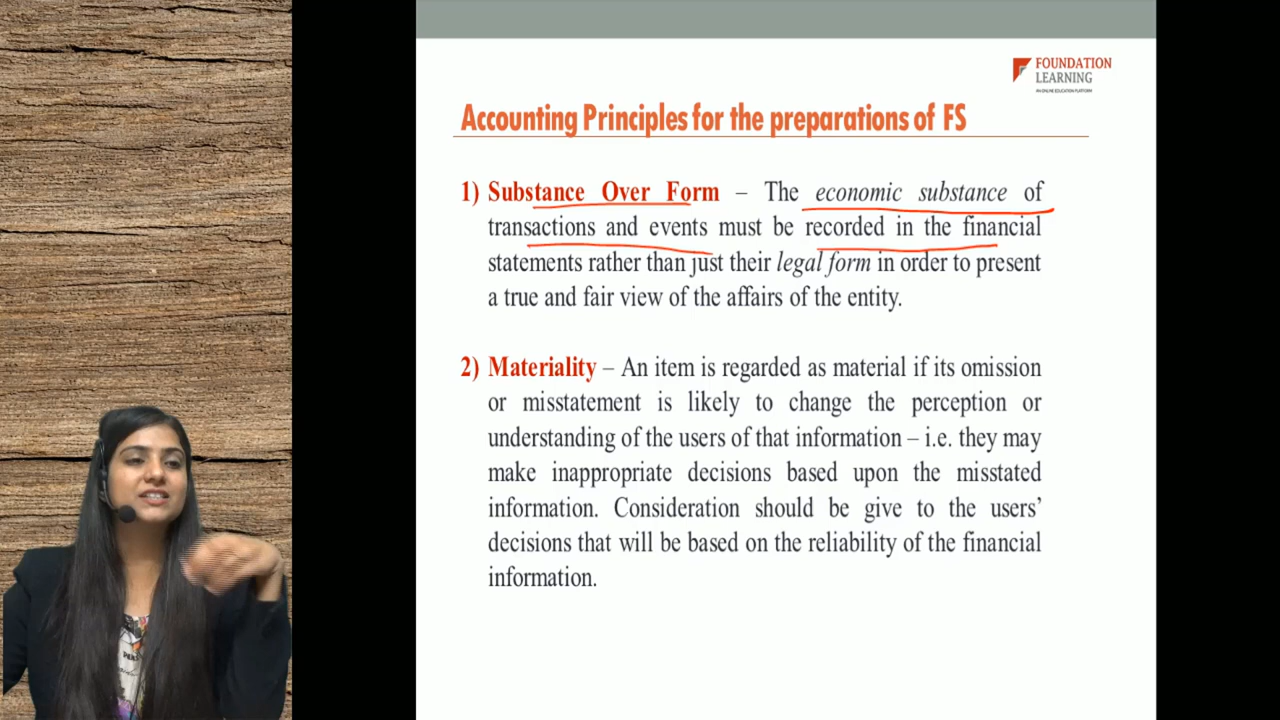 FOUNDATION
LEARNING
AN ONLINE EDUCATION PLATFORM
Accounting Principles for the preparations of FS
1) Substance Over Form – The economic substance of
transactions and events must be recorded in the financial
statements rather than just their legal form in order to present
a true and fair view of the affairs of the entity.
2) Materiality – An item is regarded as material if its omission
or misstatement is likely to change the perception or
understanding of the users of that information – i.e. they may
make inappropriate decisions based upon the misstated
information. Consideration should be give to the users’
decisions that will be based on the reliability of the financial
information.